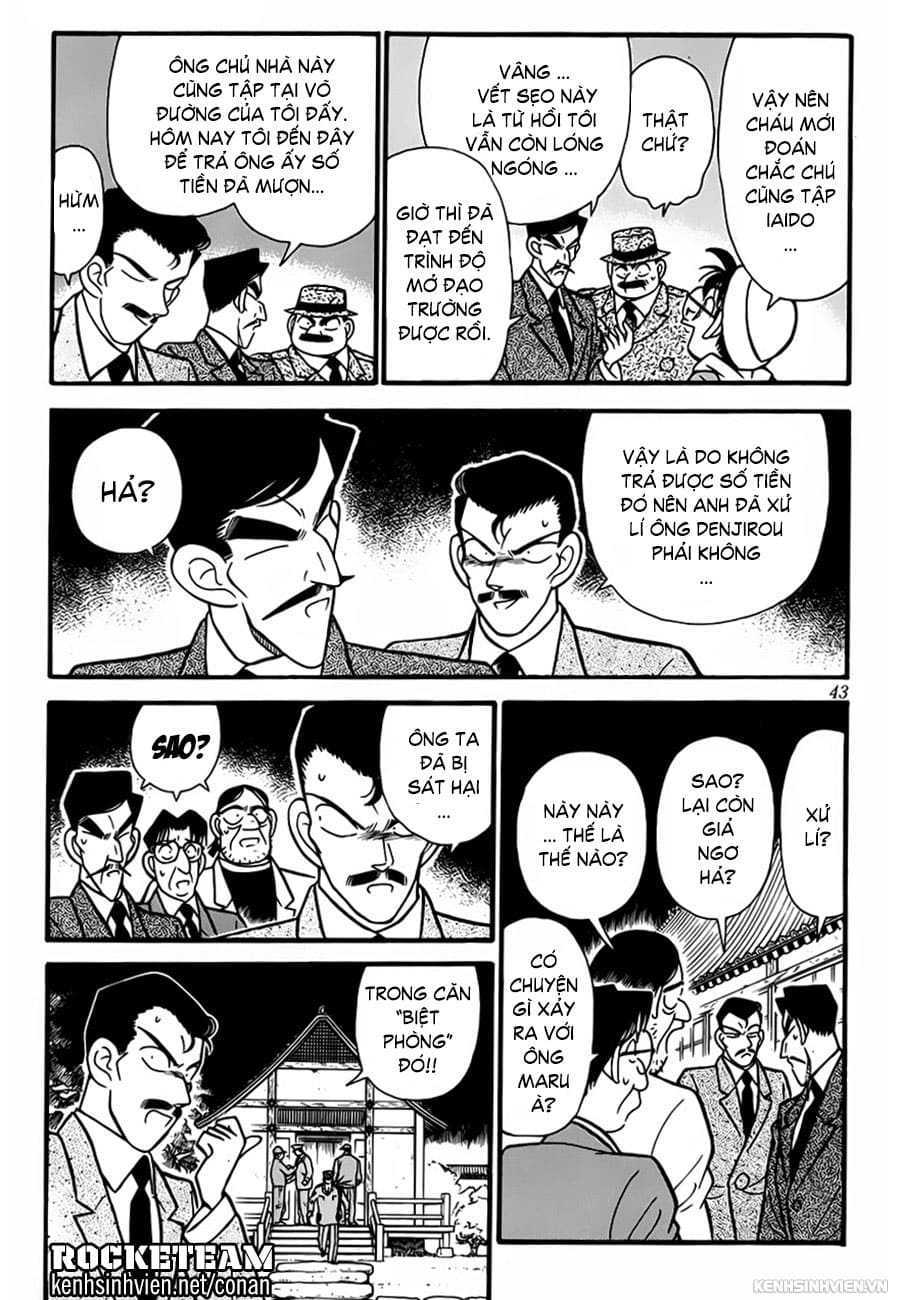 VẬY NÊN
CHÁU MỚI
ĐOÁN
CHẮC CHÚ
CŨNG TẬP
IAIDO
...
THẬT
CHỨ?
VÂNG ...
VẾT SẸO NÀY
LÀ TỪ HỒI TÔI
VẪN CÒN LÓNG
NGÓNG ...
GIỜ THÌ ĐÃ
ĐẠT ĐẾN
TRÌNH ĐỘ
MỞ ĐẠO
TRƯỜNG
ĐƯỢC RỒI.
ÔNG CHỦ NHÀ NÀY
CŨNG TẬP TẠI VÕ
ĐƯỜNG CỦA TÔI ĐẤY.
HÔM NAY TÔI ĐẾN ĐÂY
ĐỂ TRẢ ÔNG ẤY SỐ
TIỀN ĐÃ MƯỢN...
HỪM
...
VẬY LÀ DO KHÔNG
TRẢ ĐƯỢC SỐ TIỀN
ĐÓ NÊN ANH ĐÃ XỬ
LÍ ÔNG DENJIROU
PHẢI KHÔNG
...
HẢ?
43
XỬ
LÍ?
SAO?
LẠI CÒN
GIẢ
NGƠ
HẢ?
NÀY NÀY
... THẾ LÀ
THẾ NÀO?
CÓ
CHUYỆN
GÌ XẢY
RA VỚI
ÔNG
MARU
À?
ÔNG TA
ĐÃ BỊ
SÁT HẠI
...
SAO?
TRONG CĂN
"BIỆT
PHÒNG"
ĐÓ!!
ROCKETEAM
kenhsinhvien.net/conan
KENHSINHVIEN.VN